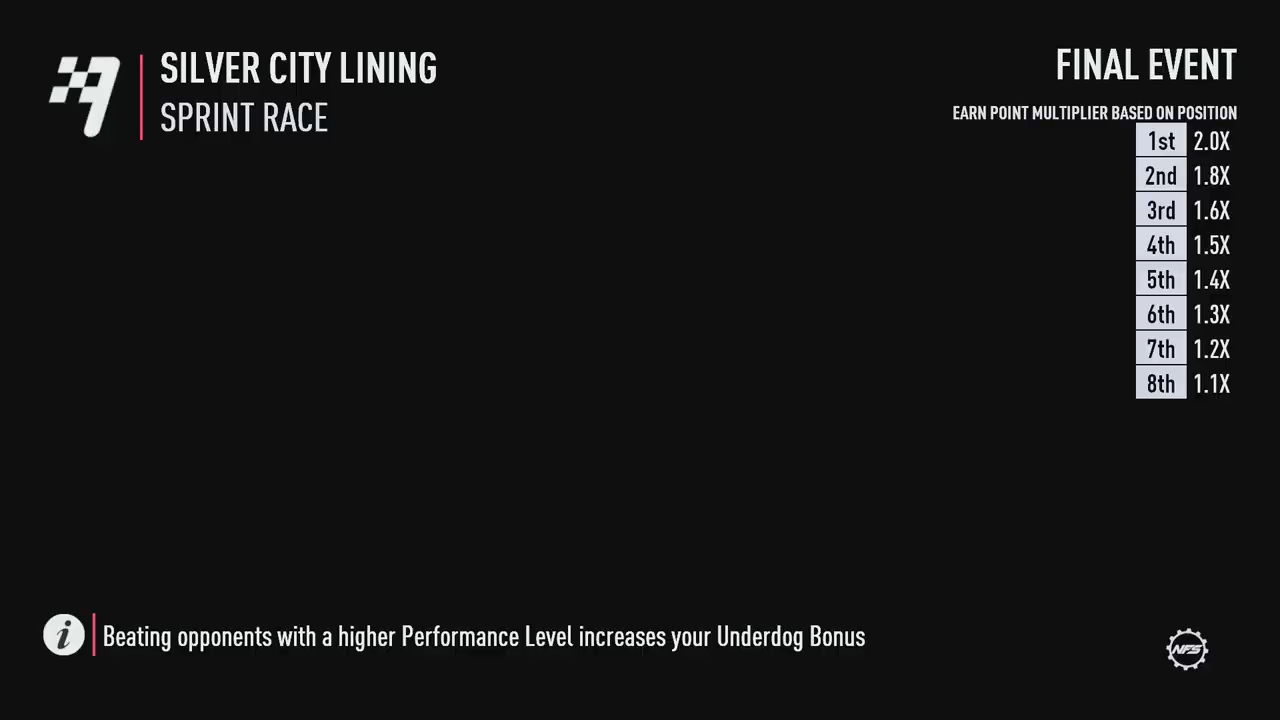 SILVER CITY LINING
SPRINT RACE
FINAL EVENT
EARN POINT MULTIPLIER BASED ON POSITION
1st 2.0X
2nd 1.8X
3rd 1.6X
4th 1.5X
5th 1.4X
6th 1.3X
7th 1.2X
8th 1.1X
i Beating opponents with a higher Performance Level increases your Underdog Bonus
NFS